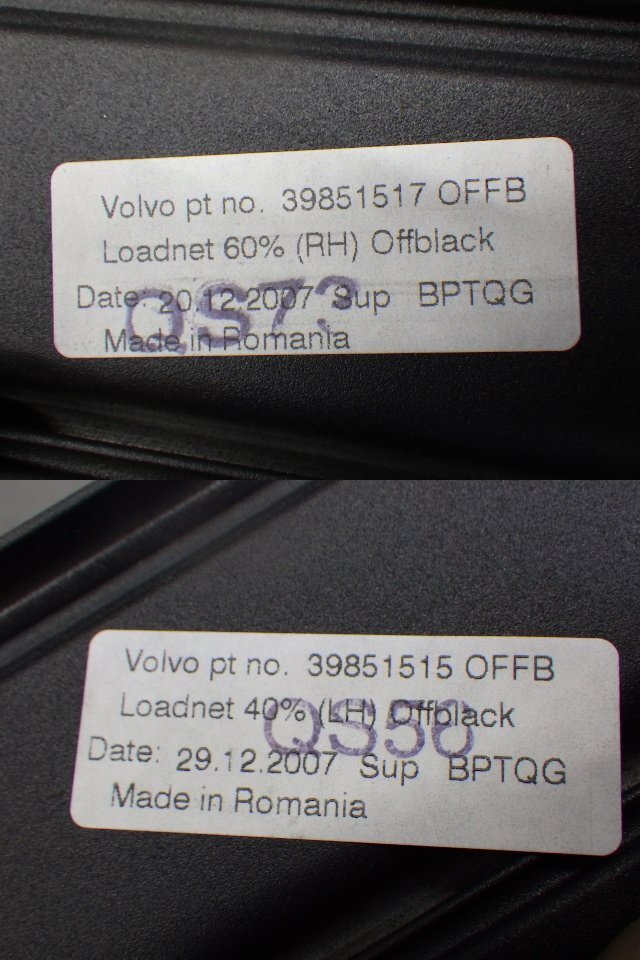 Volvo pt no. 39851517 OFFB
Loadnet 60% (RH) Offblack
Date: 20.12.2007 Sup BPTQG
QS73
Made in Romania
Volvo pt no. 39851515 OFFB
Loadnet 40% (LH) Offblack
QS56
Date: 29.12.2007 Sup BPTQG
Made in Romania